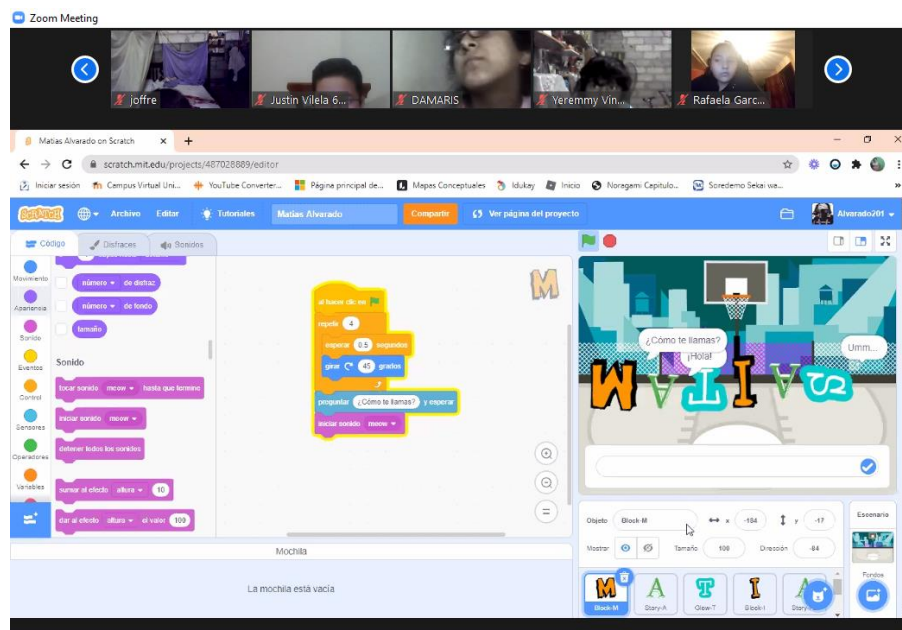 Zoom Meeting
joffre
Justin Vilela 6...
DAMARIS
Yeremmy Vin...
Rafaela Garc...
Matias Alvarado on Scratch
scratch.mit.edu/projects/487028889/editor
Iniciar sesión
Campus Virtual Uni...
YouTube Converter...
Página principal de...
Mapas Conceptuales
Idukay
Inicio
Noragami Capitulo...
Soredemo Sekai wa...
SCRATCH
Archivo
Editar
Tutoriales
Matias Alvarado
Compartir
Ver página del proyecto
Alvarado201
Código
Disfraces
Sonidos
Movimiento
Apariencia
Sonido
Eventos
Control
Sensores
Operadores
Variables
número de disfraz
número de fondo
tamaño
Sonido
tocar sonido meow hasta que termine
iniciar sonido meow
detener todos los sonidos
sumar al efecto altura 10
dar al efecto altura el valor 100
al hacer clic en
repetir 4
esperar 0.5 segundos
girar 45 grados
preguntar ¿Cómo te llamas? y esperar
iniciar sonido meow
¿Cómo te llamas?
¡Hola!
Umm...
MATIAS
Objeto Block-M x -184 y -17
Mostrar Tamaño 100 Dirección -84
Block-M
Story-A
Glow-T
Block-I
Escenario
Fondos
Mochila
La mochila está vacía